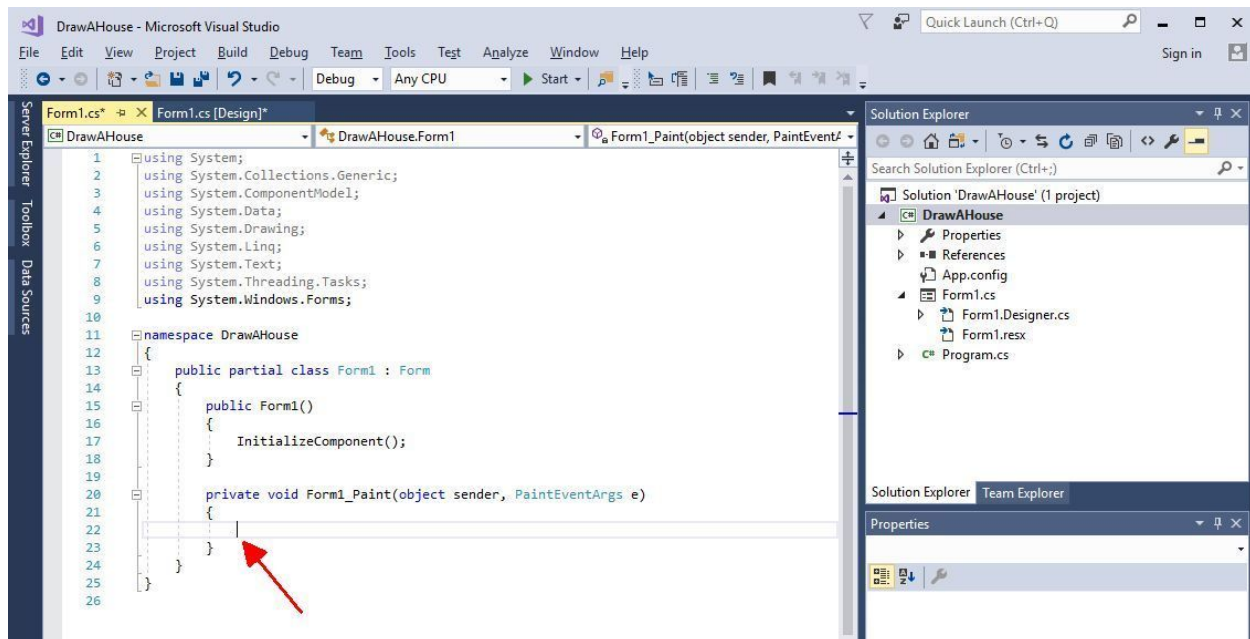 DrawAHouse - Microsoft Visual Studio
Quick Launch (Ctrl+Q)
File Edit View Project Build Debug Team Tools Test Analyze Window Help
Sign in
Debug Any CPU Start
Server Explorer
Toolbox
Data Sources
Form1.cs* Form1.cs [Design]*
C# DrawAHouse DrawAHouse.Form1 Form1_Paint(object sender, PaintEventA
1 using System;
2 using System.Collections.Generic;
3 using System.ComponentModel;
4 using System.Data;
5 using System.Drawing;
6 using System.Linq;
7 using System.Text;
8 using System.Threading.Tasks;
9 using System.Windows.Forms;
10
11 namespace DrawAHouse
12 {
13 public partial class Form1 : Form
14 {
15 public Form1()
16 {
17 InitializeComponent();
18 }
19
20 private void Form1_Paint(object sender, PaintEventArgs e)
21 {
22
23 }
24 }
25 }
26
Solution Explorer
Search Solution Explorer (Ctrl+;)
Solution 'DrawAHouse' (1 project)
C# DrawAHouse
Properties
References
App.config
Form1.cs
Form1.Designer.cs
Form1.resx
C# Program.cs
Solution Explorer Team Explorer
Properties